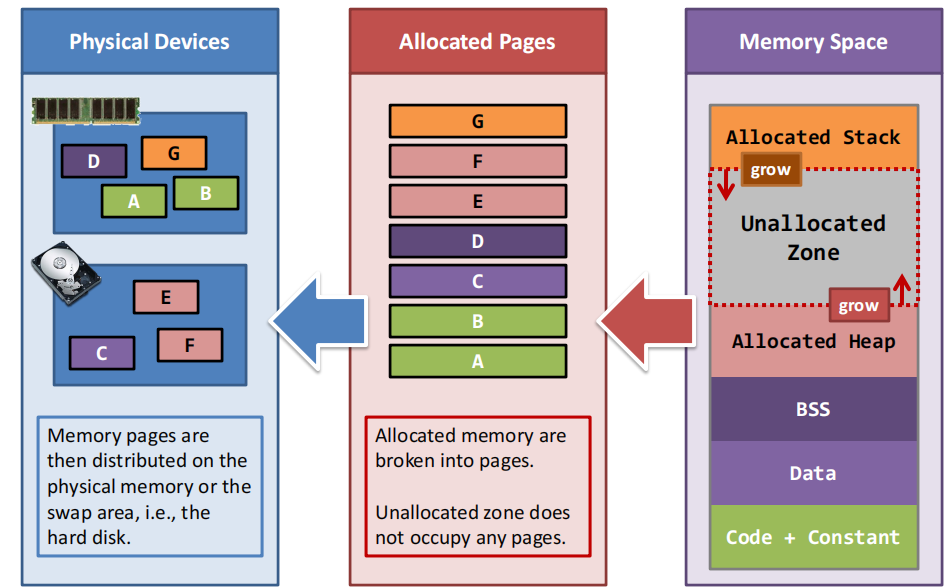 Physical Devices
D
G
A
B
E
C
F
Memory pages are
then distributed on the
physical memory or the
swap area, i.e., the
hard disk.
Allocated Pages
G
F
E
D
C
B
A
Allocated memory are
broken into pages.
Unallocated zone does
not occupy any pages.
Memory Space
Allocated Stack
grow
Unallocated
Zone
grow
Allocated Heap
BSS
Data
Code + Constant